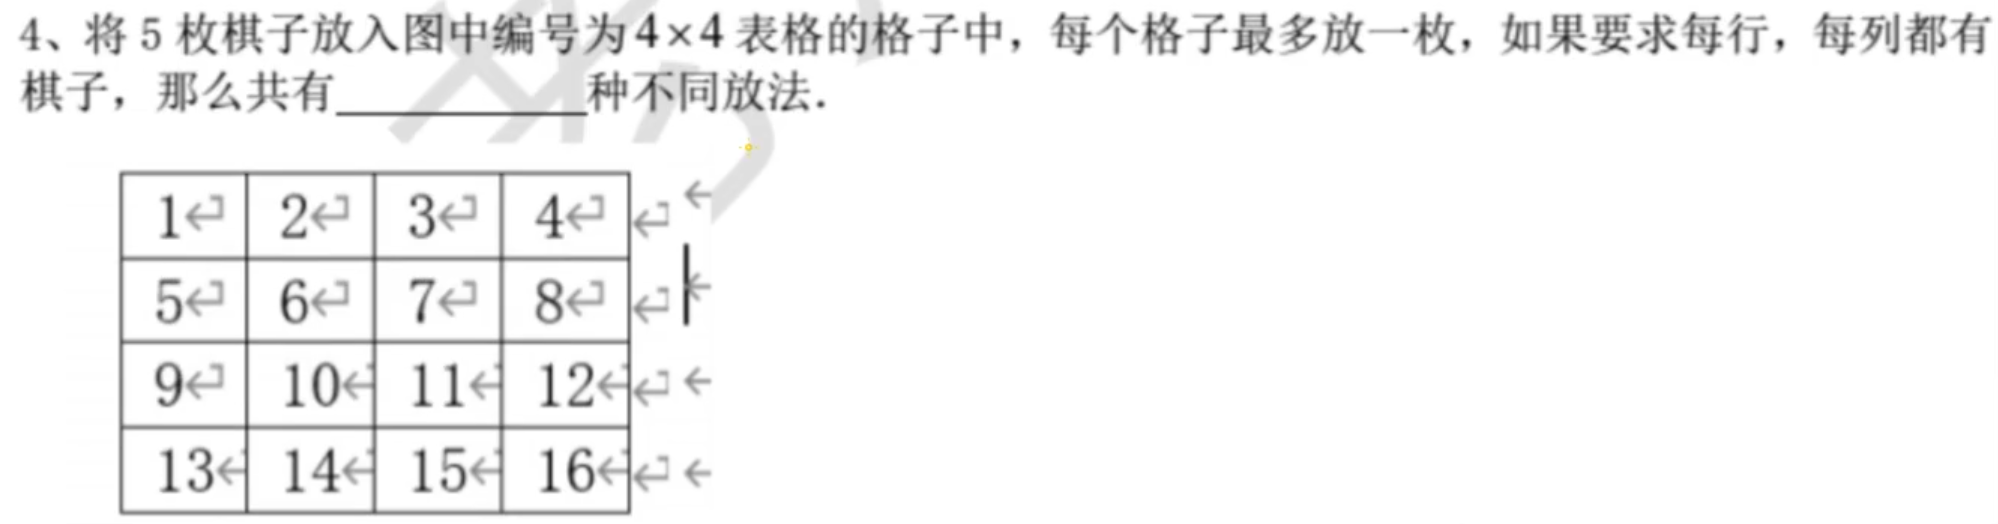 4、将 5 枚棋子放入图中编号为 4×4 表格的格子中，每个格子最多放一枚，如果要求每行，每列都有
棋子，那么共有__________种不同放法.
1↵ 2↵ 3↵ 4↵ ↵ ←
5↵ 6↵ 7↵ 8↵ ↵ ←
9↵ 10↵ 11↵ 12↵ ↵ ←
13↵ 14↵ 15↵ 16↵ ↵ ←